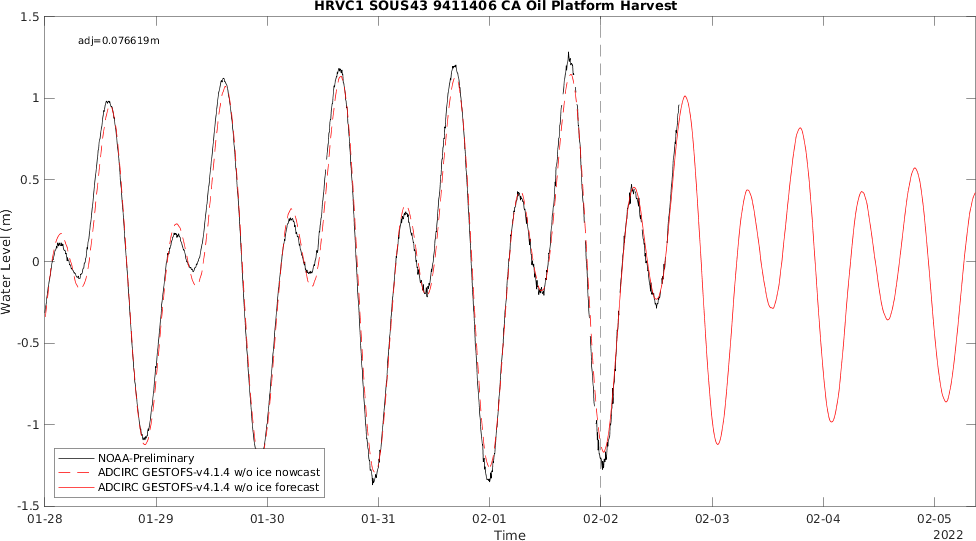 HRVC1 SOUS43 9411406 CA Oil Platform Harvest
1.5
adj=0.076619m
1
0.5
0
-0.5
-1
-1.5
Water Level (m)
NOAA-Preliminary
ADCIRC GESTOFS-v4.1.4 w/o ice nowcast
ADCIRC GESTOFS-v4.1.4 w/o ice forecast
01-28 01-29 01-30 01-31 02-01 02-02 02-03 02-04 02-05
Time
2022